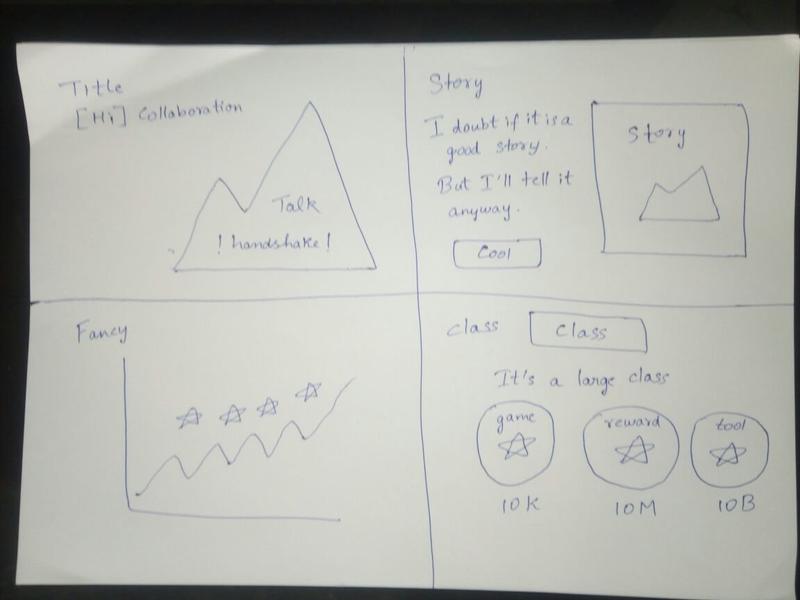 Title
[Hi] Collaboration
Talk
! handshake !
Story
I doubt if it is a
good story.
But I'll tell it
anyway.
Cool
Story
Fancy
class
Class
It's a large class
game
reward
tool
10K
10M
10B